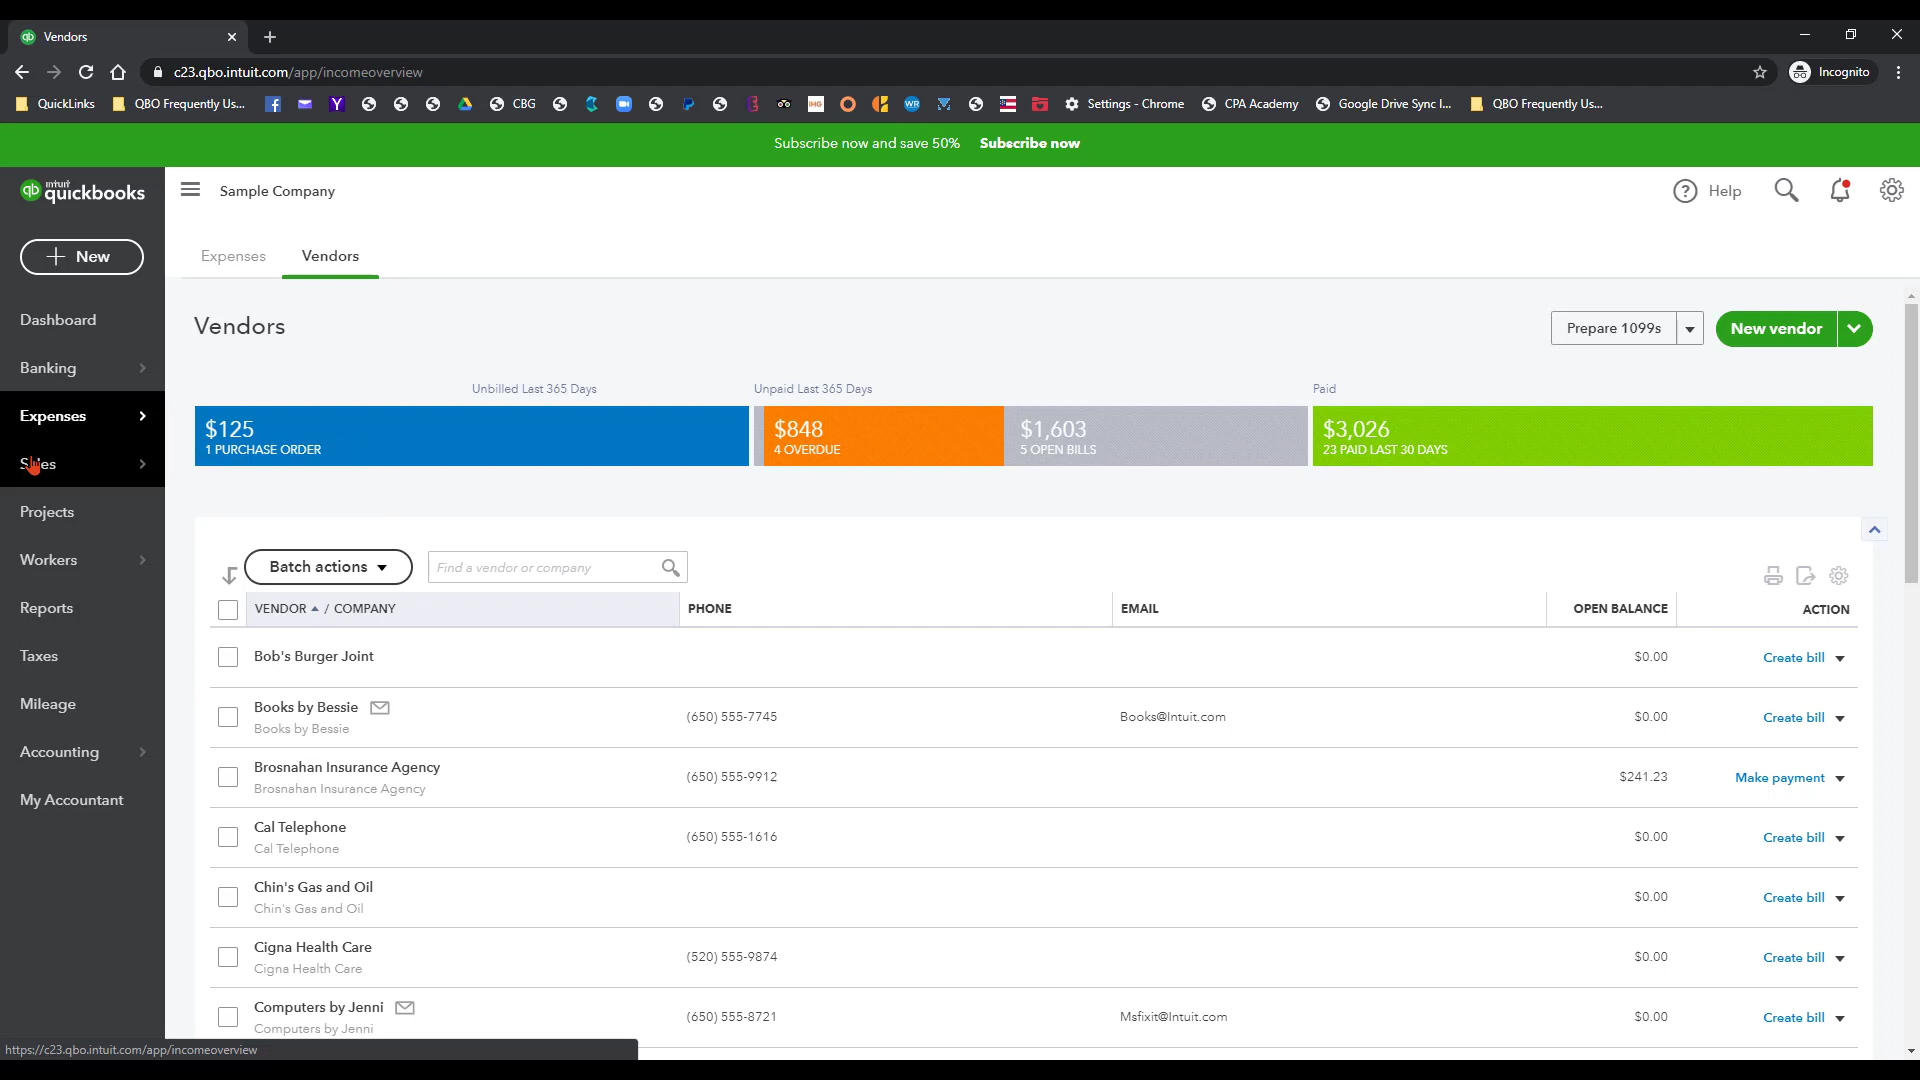 Vendors
c23.qbo.intuit.com/app/incomeoverview
Incognito
QuickLinks
QBO Frequently Us...
CBG
Settings - Chrome
CPA Academy
Google Drive Sync I...
QBO Frequently Us...
Subscribe now and save 50% Subscribe now
intuit
quickbooks
Sample Company
Help
New
Expenses
Vendors
Dashboard
Banking
Expenses
Sales
Projects
Workers
Reports
Taxes
Mileage
Accounting
My Accountant
Vendors
Prepare 1099s
New vendor
Unbilled Last 365 Days
Unpaid Last 365 Days
Paid
$125
1 PURCHASE ORDER
$848
4 OVERDUE
$1,603
5 OPEN BILLS
$3,026
23 PAID LAST 30 DAYS
Batch actions
Find a vendor or company
VENDOR / COMPANY PHONE EMAIL OPEN BALANCE ACTION
Bob's Burger Joint $0.00 Create bill
Books by Bessie
Books by Bessie
(650) 555-7745 Books@Intuit.com $0.00 Create bill
Brosnahan Insurance Agency
Brosnahan Insurance Agency
(650) 555-9912 $241.23 Make payment
Cal Telephone
Cal Telephone
(650) 555-1616 $0.00 Create bill
Chin's Gas and Oil
Chin's Gas and Oil
$0.00 Create bill
Cigna Health Care
Cigna Health Care
(520) 555-9874 $0.00 Create bill
Computers by Jenni
Computers by Jenni
(650) 555-8721 Msfixit@Intuit.com $0.00 Create bill
https://c23.qbo.intuit.com/app/incomeoverview